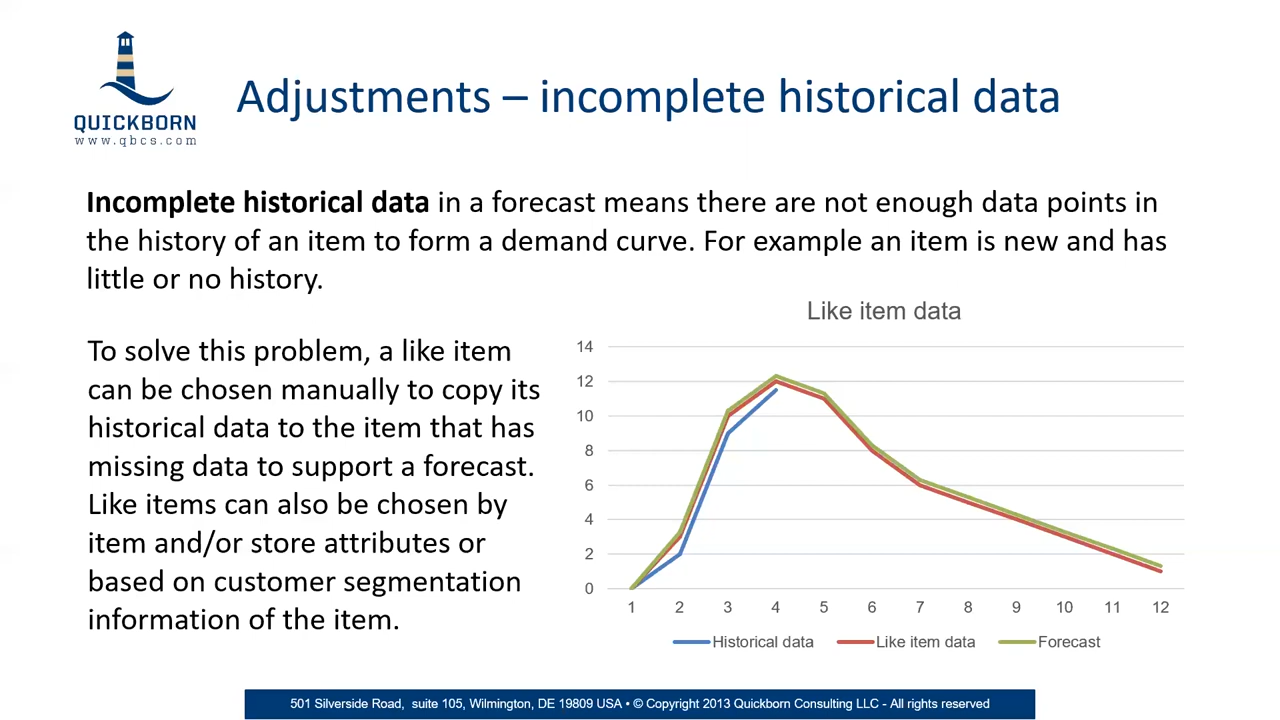 QUICKBORN
www.qbcs.com
Adjustments – incomplete historical data
Incomplete historical data in a forecast means there are not enough data points in
the history of an item to form a demand curve. For example an item is new and has
little or no history.
To solve this problem, a like item
can be chosen manually to copy its
historical data to the item that has
missing data to support a forecast.
Like items can also be chosen by
item and/or store attributes or
based on customer segmentation
information of the item.
Like item data
14
12
10
8
6
4
2
0
1 2 3 4 5 6 7 8 9 10 11 12
Historical data Like item data Forecast
501 Silverside Road, suite 105, Wilmington, DE 19809 USA • © Copyright 2013 Quickborn Consulting LLC - All rights reserved